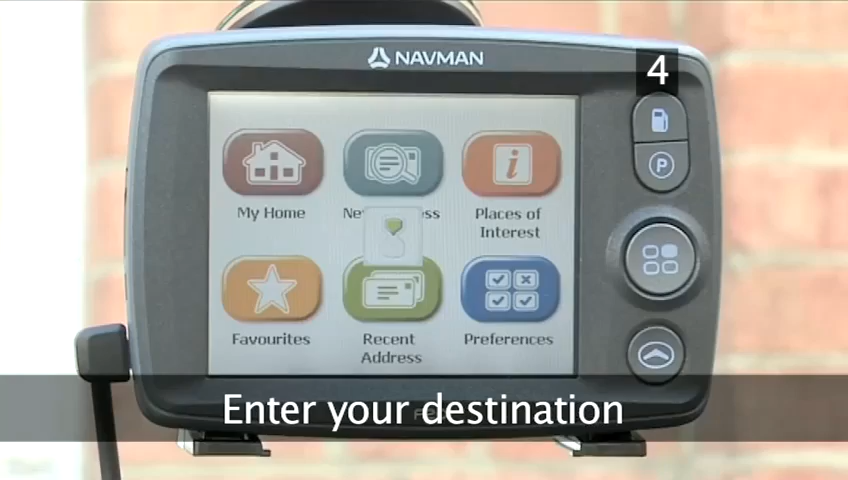 NAVMAN
4
P
My Home
Places of
Interest
Favourites
Recent
Address
Preferences
Enter your destination